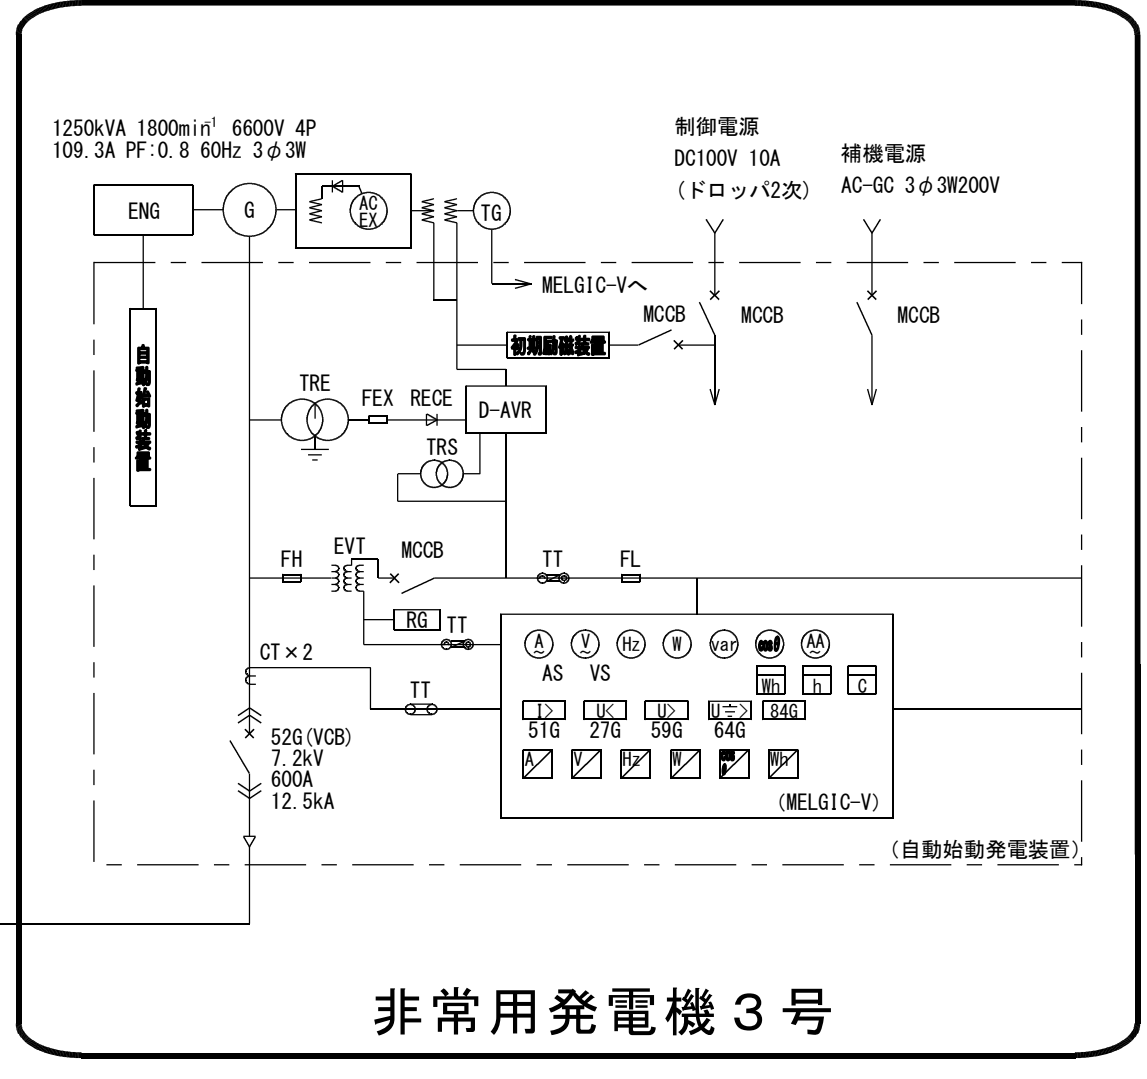 1250kVA 1800min⁻¹ 6600V 4P
109.3A PF:0.8 60Hz 3φ3W
制御電源
DC100V 10A
(ドロッパ2次)
補機電源
AC-GC 3φ3W200V
ENG
G
AC
EX
TG
MELGIC-Vへ
MCCB
MCCB
MCCB
初期励磁装置
自動始動装置
TRE
FEX
RECE
D-AVR
TRS
FH
EVT
MCCB
TT
FL
RG
TT
CT×2
TT
A
V
Hz
W
var
cosθ
AA
AS
VS
Wh
h
C
I>
U<
U>
U>
84G
51G
27G
59G
64G
A
V
Hz
W
cosθ
Wh
(MELGIC-V)
52G(VCB)
7.2kV
600A
12.5kA
(自動始動発電装置)
非常用発電機3号